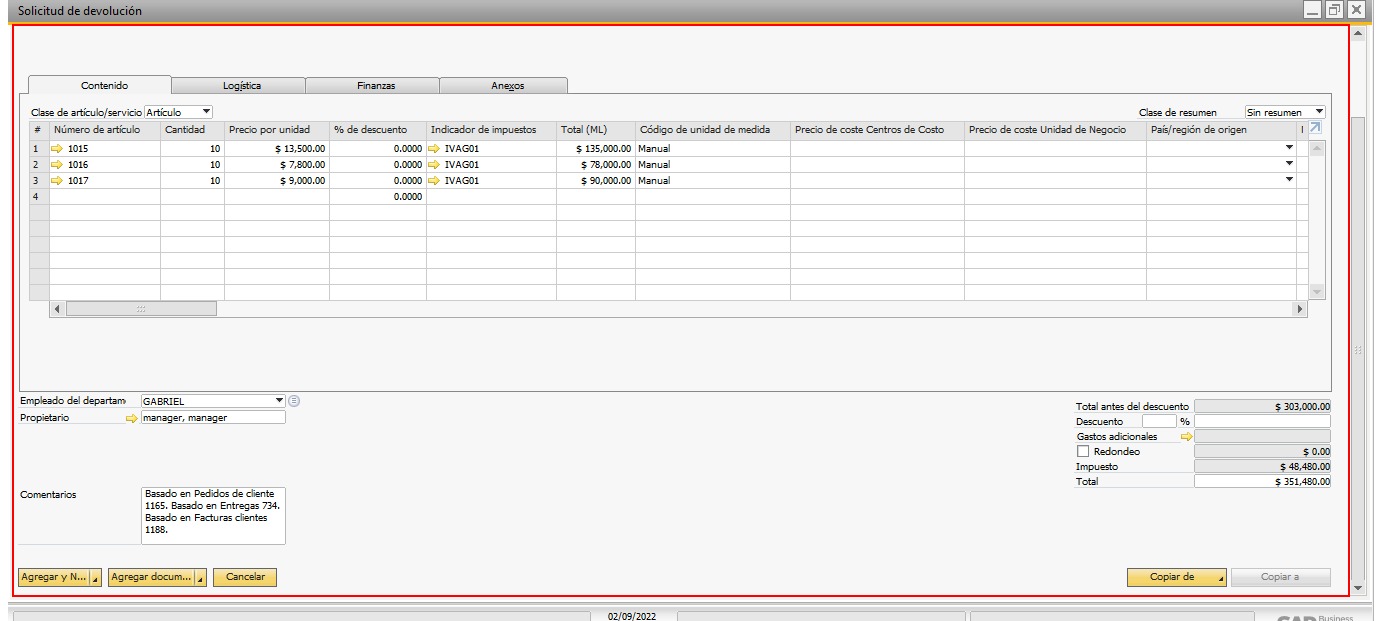 Solicitud de devolución
Contenido Logística Finanzas Anexos
Clase de artículo/servicio Artículo Clase de resumen Sin resumen
# Número de artículo Cantidad Precio por unidad % de descuento Indicador de impuestos Total (ML) Código de unidad de medida Precio de coste Centros de Costo Precio de coste Unidad de Negocio País/región de origen
1 1015 10 $ 13,500.00 0.0000 IVAG01 $ 135,000.00 Manual
2 1016 10 $ 7,800.00 0.0000 IVAG01 $ 78,000.00 Manual
3 1017 10 $ 9,000.00 0.0000 IVAG01 $ 90,000.00 Manual
4 0.0000
Empleado del departam GABRIEL
Propietario manager, manager
Total antes del descuento $ 303,000.00
Descuento %
Gastos adicionales
Redondeo $ 0.00
Impuesto $ 48,480.00
Total $ 351,480.00
Comentarios
Basado en Pedidos de cliente
1165. Basado en Entregas 734.
Basado en Facturas clientes
1188.
Agregar y N... Agregar docum... Cancelar Copiar de Copiar a
02/09/2022
SAP Business